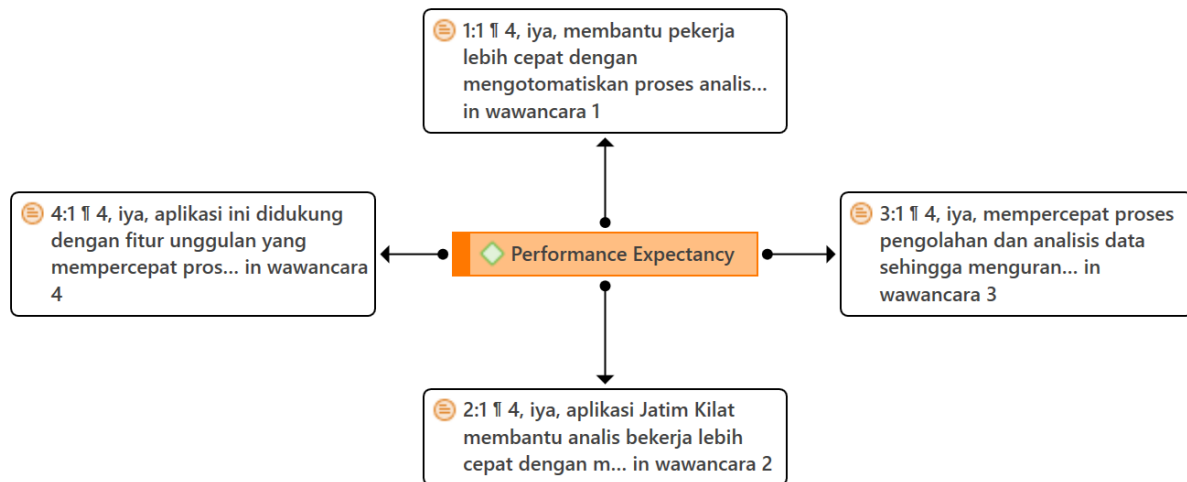 1:1 ¶ 4, iya, membantu pekerja
lebih cepat dengan
mengotomatiskan proses analis...
in wawancara 1
4:1 ¶ 4, iya, aplikasi ini didukung
dengan fitur unggulan yang
mempercepat pros... in wawancara
4
Performance Expectancy
3:1 ¶ 4, iya, mempercepat proses
pengolahan dan analisis data
sehingga menguran... in
wawancara 3
2:1 ¶ 4, iya, aplikasi Jatim Kilat
membantu analis bekerja lebih
cepat dengan m... in wawancara 2